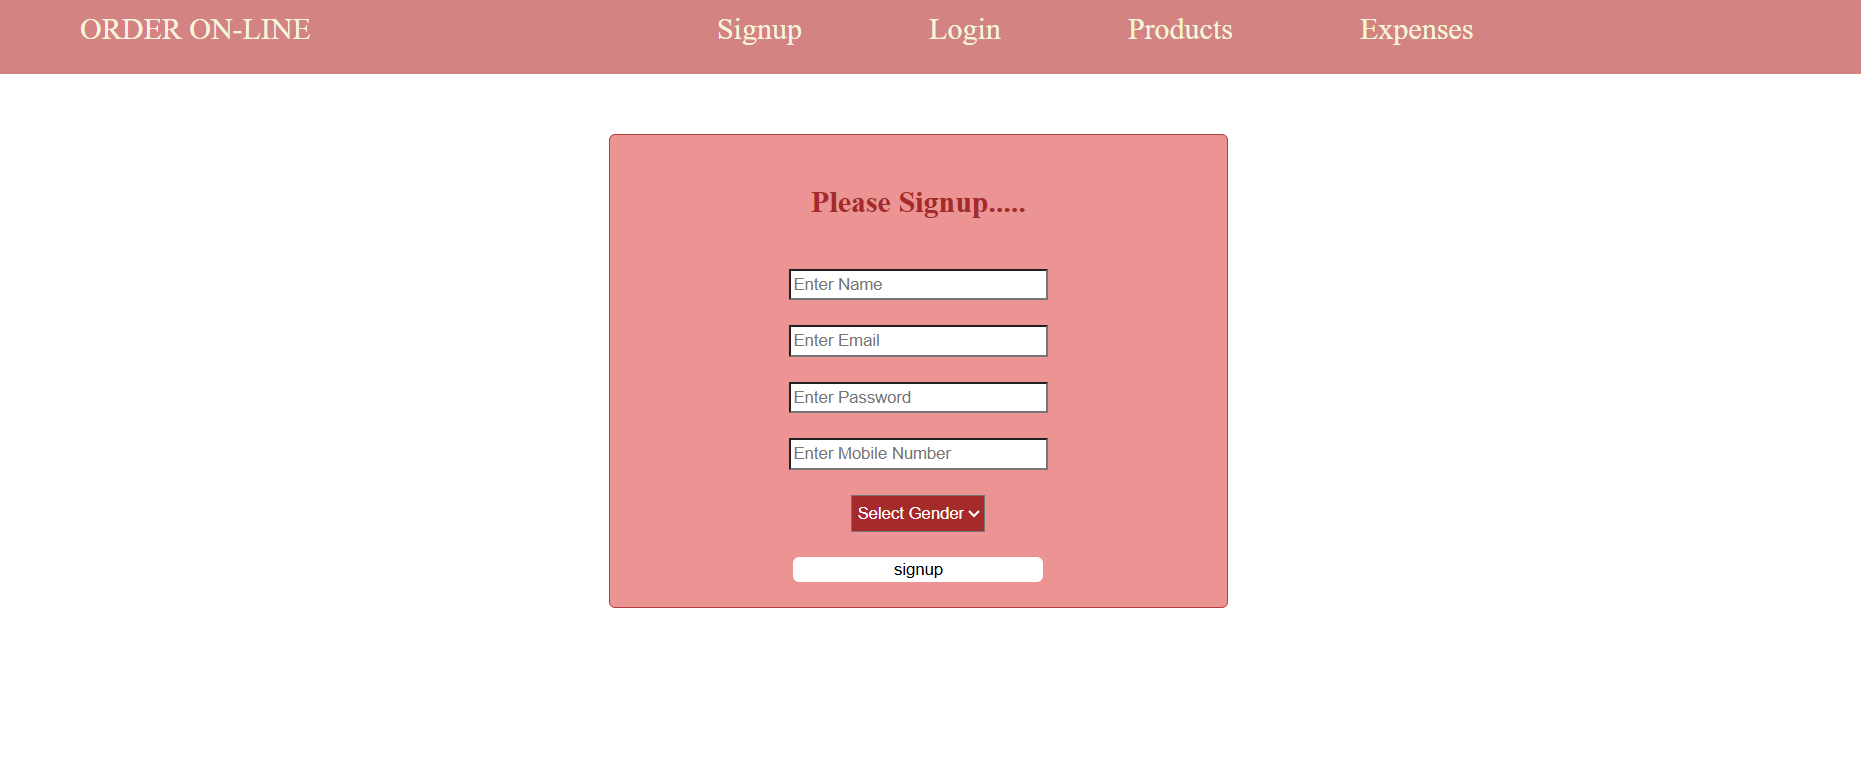 ORDER ON-LINE Signup Login Products Expenses
Please Signup.....
Enter Name
Enter Email
Enter Password
Enter Mobile Number
Select Gender
signup